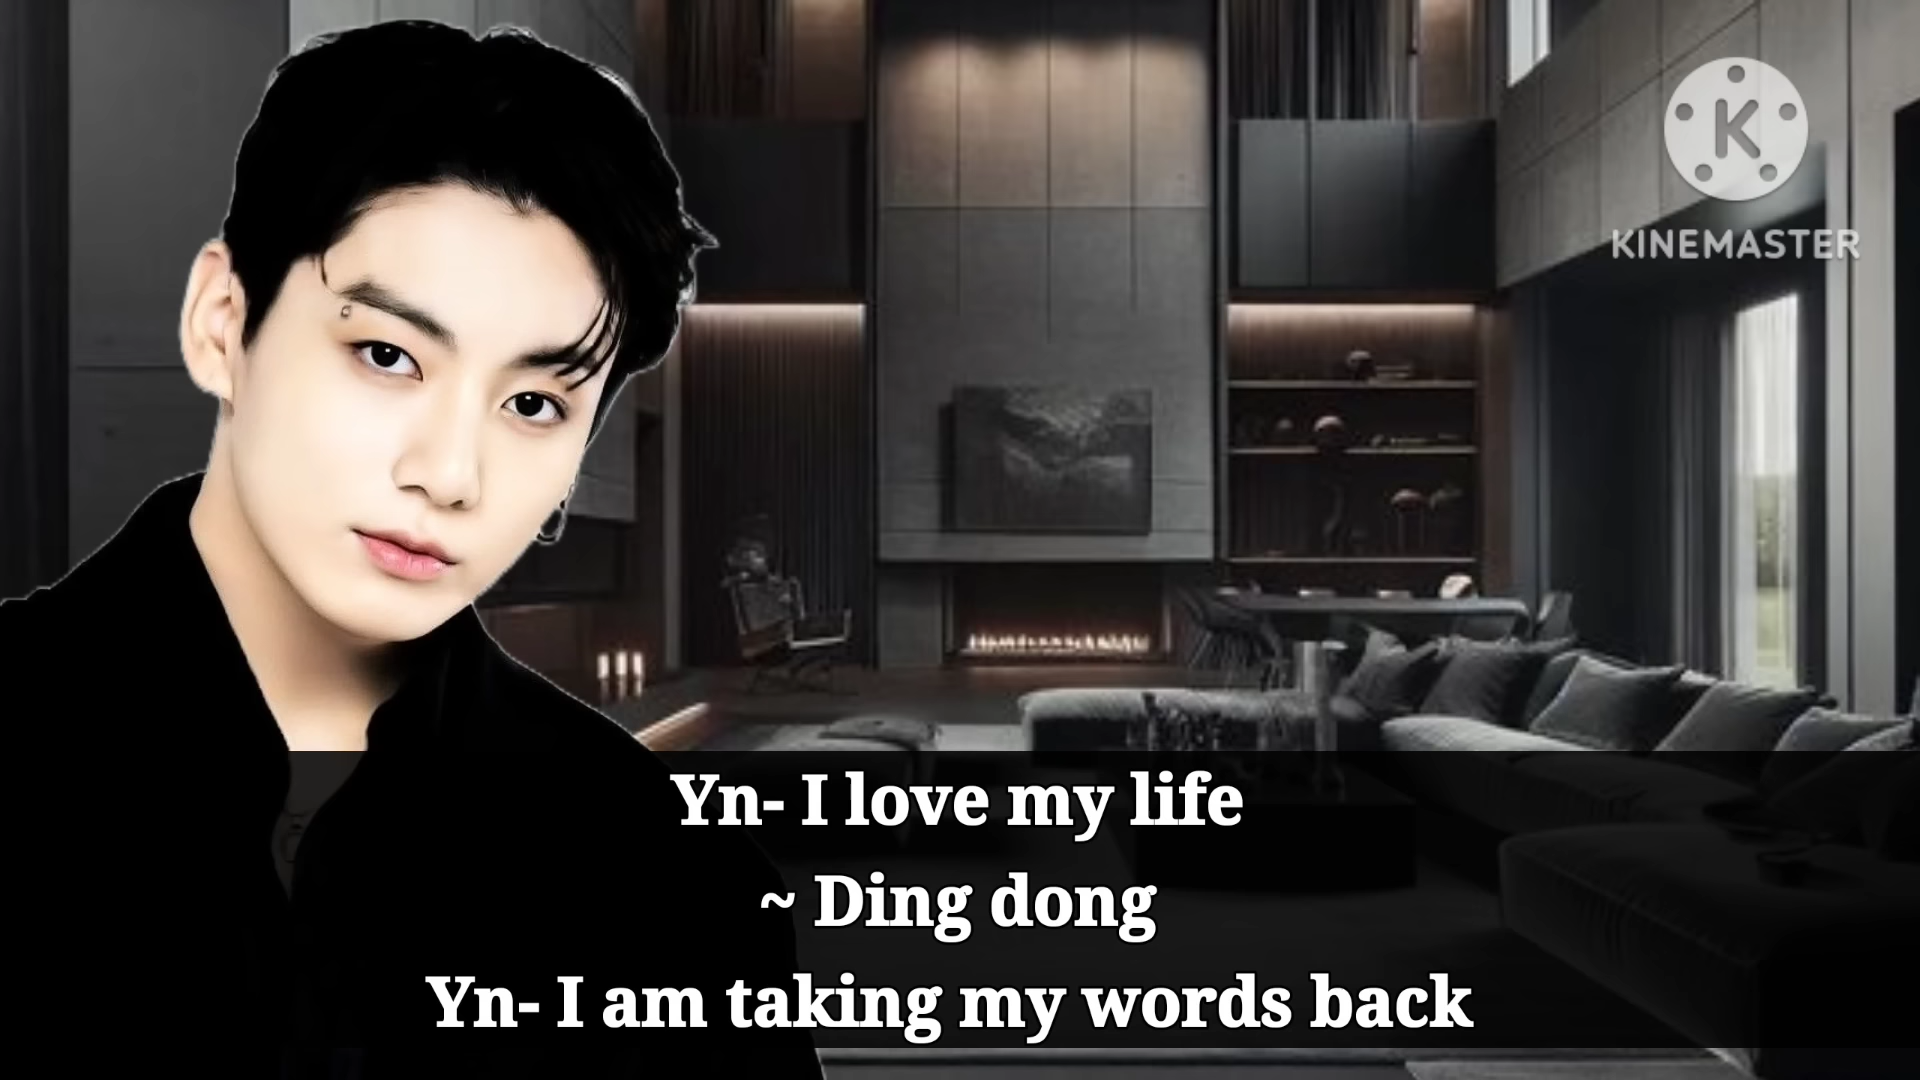 K
KINEMASTER
Yn- I love my life
~ Ding dong
Yn- I am taking my words back